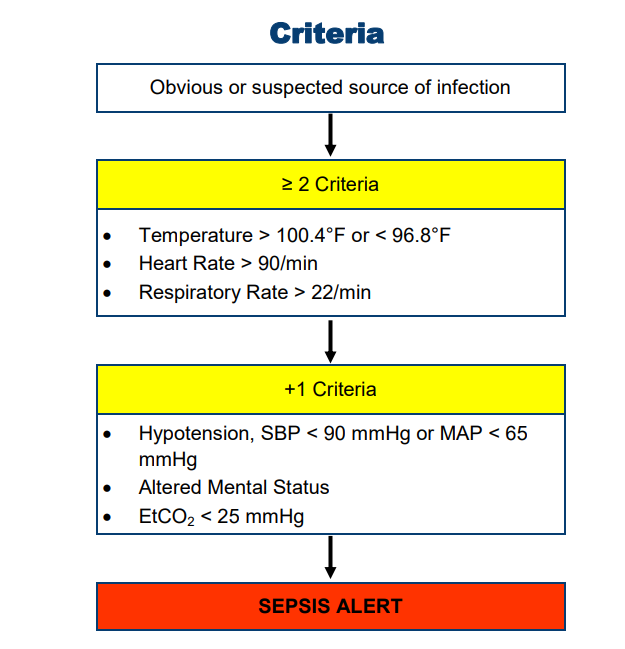 Criteria
Obvious or suspected source of infection
≥ 2 Criteria
• Temperature > 100.4°F or < 96.8°F
• Heart Rate > 90/min
• Respiratory Rate > 22/min
+1 Criteria
• Hypotension, SBP < 90 mmHg or MAP < 65
mmHg
• Altered Mental Status
• EtCO₂ < 25 mmHg
SEPSIS ALERT